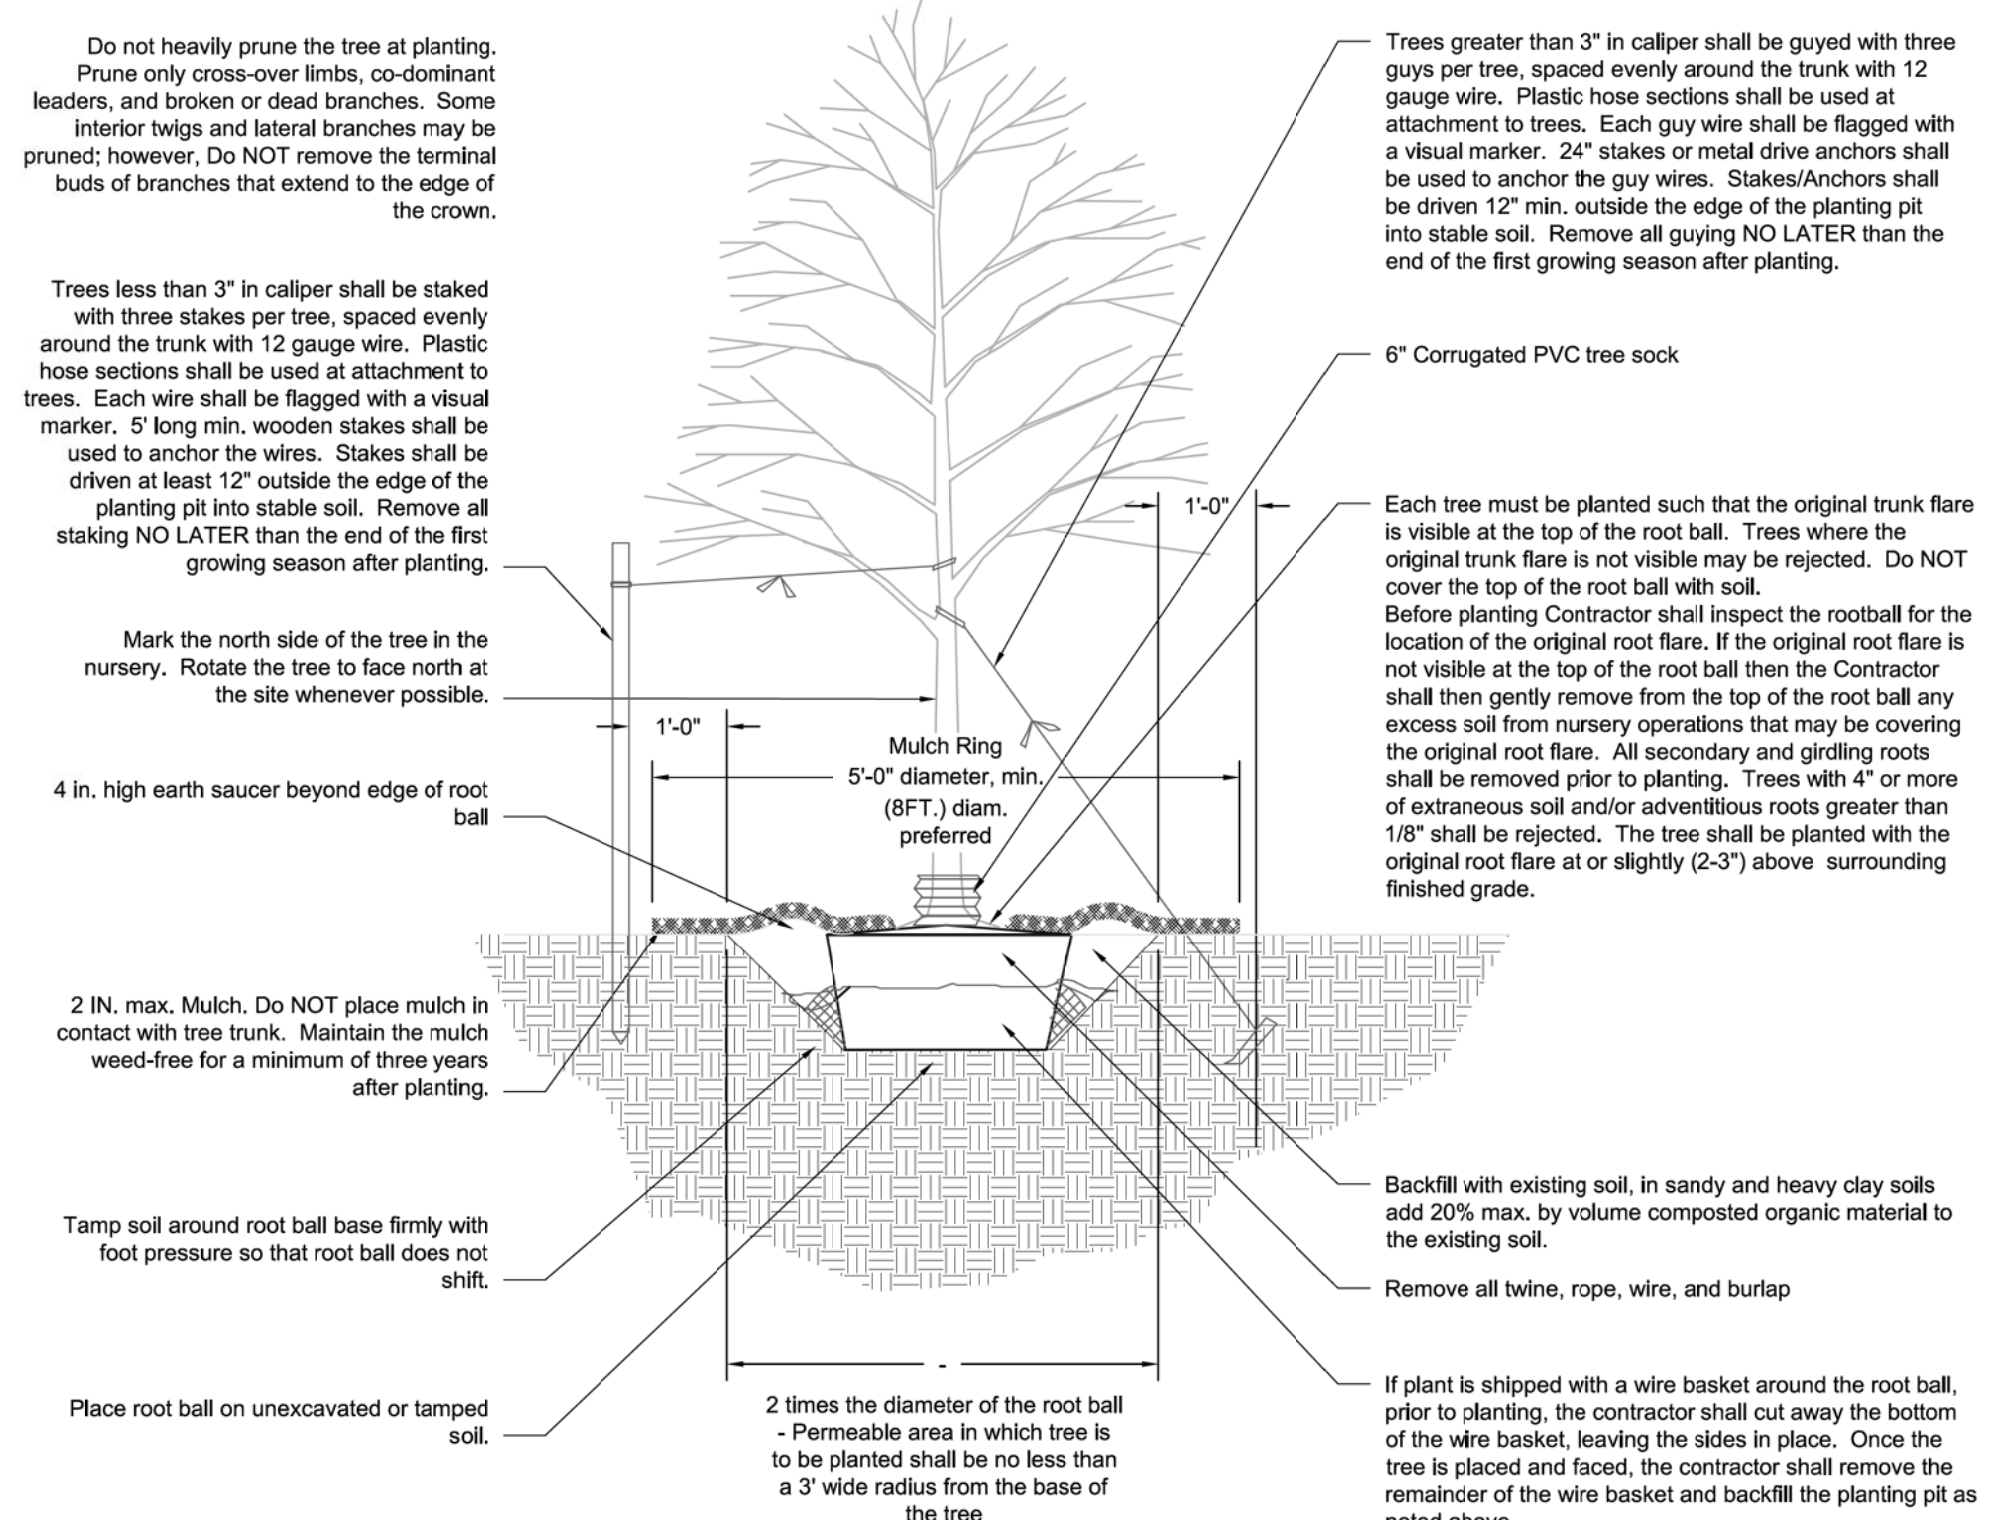 Do not heavily prune the tree at planting.
Prune only cross-over limbs, co-dominant
leaders, and broken or dead branches.  Some
interior twigs and lateral branches may be
pruned; however, Do NOT remove the terminal
buds of branches that extend to the edge of
the crown.
Trees less than 3" in caliper shall be staked
with three stakes per tree, spaced evenly
around the trunk with 12 gauge wire.  Plastic
hose sections shall be used at attachment to
trees.  Each wire shall be flagged with a visual
marker.  5' long min. wooden stakes shall be
used to anchor the wires.  Stakes shall be
driven at least 12" outside the edge of the
planting pit into stable soil.  Remove all
staking NO LATER than the end of the first
growing season after planting.
Mark the north side of the tree in the
nursery.  Rotate the tree to face north at
the site whenever possible.
4 in. high earth saucer beyond edge of root
ball
2 IN. max. Mulch. Do NOT place mulch in
contact with tree trunk.  Maintain the mulch
weed-free for a minimum of three years
after planting.
Tamp soil around root ball base firmly with
foot pressure so that root ball does not
shift.
Place root ball on unexcavated or tamped
soil.
1'-0"
Mulch Ring
5'-0" diameter, min.
(8FT.) diam.
preferred
1'-0"
-
2 times the diameter of the root ball
- Permeable area in which tree is
to be planted shall be no less than
a 3' wide radius from the base of
the tree
Trees greater than 3" in caliper shall be guyed with three
guys per tree, spaced evenly around the trunk with 12
gauge wire.  Plastic hose sections shall be used at
attachment to trees.  Each guy wire shall be flagged with
a visual marker.  24" stakes or metal drive anchors shall
be used to anchor the guy wires.  Stakes/Anchors shall
be driven 12" min. outside the edge of the planting pit
into stable soil.  Remove all guying NO LATER than the
end of the first growing season after planting.
6" Corrugated PVC tree sock
Each tree must be planted such that the original trunk flare
is visible at the top of the root ball.  Trees where the
original trunk flare is not visible may be rejected.  Do NOT
cover the top of the root ball with soil.
Before planting Contractor shall inspect the rootball for the
location of the original root flare. If the original root flare is
not visible at the top of the root ball then the Contractor
shall then gently remove from the top of the root ball any
excess soil from nursery operations that may be covering
the original root flare.  All secondary and girdling roots
shall be removed prior to planting.  Trees with 4" or more
of extraneous soil and/or adventitious roots greater than
1/8" shall be rejected.  The tree shall be planted with the
original root flare at or slightly (2-3") above  surrounding
finished grade.
Backfill with existing soil, in sandy and heavy clay soils
add 20% max. by volume composted organic material to
the existing soil.
Remove all twine, rope, wire, and burlap
If plant is shipped with a wire basket around the root ball,
prior to planting, the contractor shall cut away the bottom
of the wire basket, leaving the sides in place.  Once the
tree is placed and faced, the contractor shall remove the
remainder of the wire basket and backfill the planting pit as
noted above